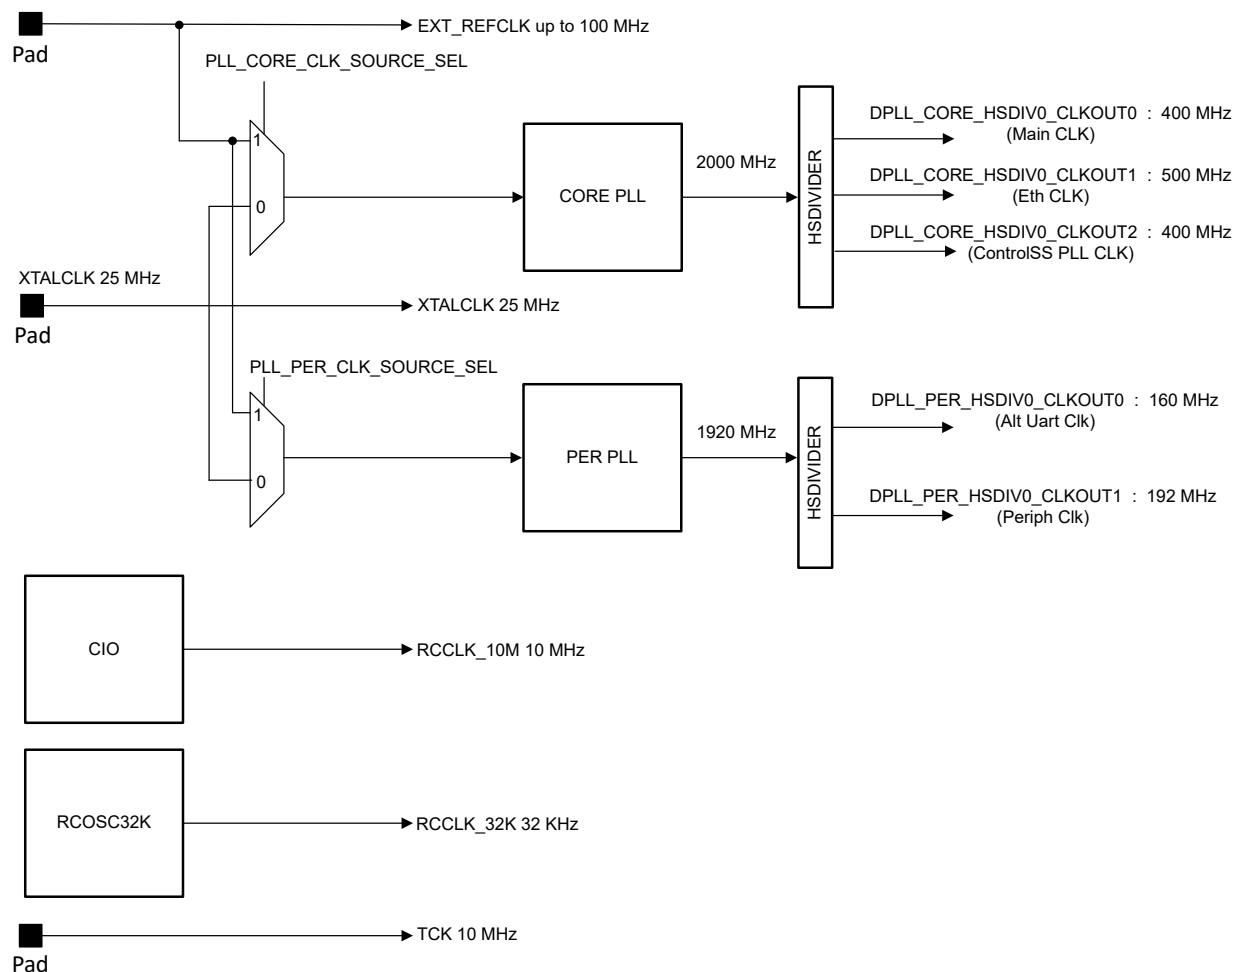 Pad
EXT_REFCLK up to 100 MHz
PLL_CORE_CLK_SOURCE_SEL
1
0
CORE PLL
2000 MHz
HSDIVIDER
DPLL_CORE_HSDIV0_CLKOUT0 : 400 MHz
(Main CLK)
DPLL_CORE_HSDIV0_CLKOUT1 : 500 MHz
(Eth CLK)
DPLL_CORE_HSDIV0_CLKOUT2 : 400 MHz
(ControlSS PLL CLK)
XTALCLK 25 MHz
Pad
XTALCLK 25 MHz
PLL_PER_CLK_SOURCE_SEL
1
0
PER PLL
1920 MHz
HSDIVIDER
DPLL_PER_HSDIV0_CLKOUT0 : 160 MHz
(Alt Uart Clk)
DPLL_PER_HSDIV0_CLKOUT1 : 192 MHz
(Periph Clk)
CIO
RCCLK_10M 10 MHz
RCOSC32K
RCCLK_32K 32 KHz
Pad
TCK 10 MHz